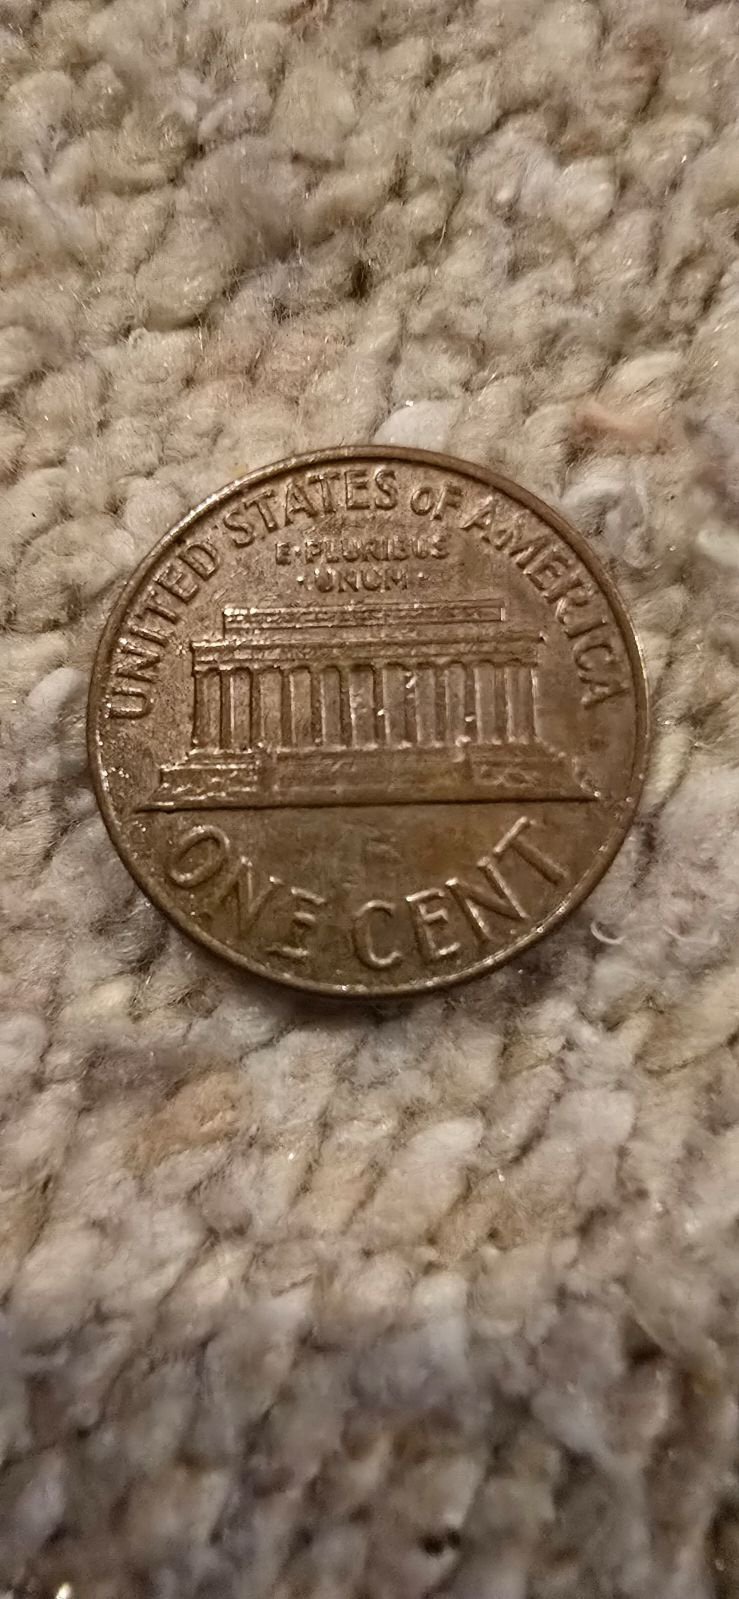 UNITED STATES OF AMERICA
E·PLURIBUS
·UNUM·
ONE CENT